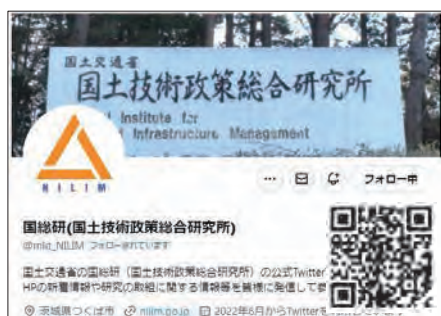 国土交通省
国土技術政策総合研究所
Institute for
Infrastructure Management
NILIM
フォロー中
国総研(国土技術政策総合研究所)
@mlit_NILIM フォローされています
国土交通省の国総研（国土技術政策総合研究所）の公式Twitter
HPの新着情報や研究の取組に関する情報等を皆様に発信して参
茨城県つくば市 nilim.go.jp 2022年6月からTwitterを